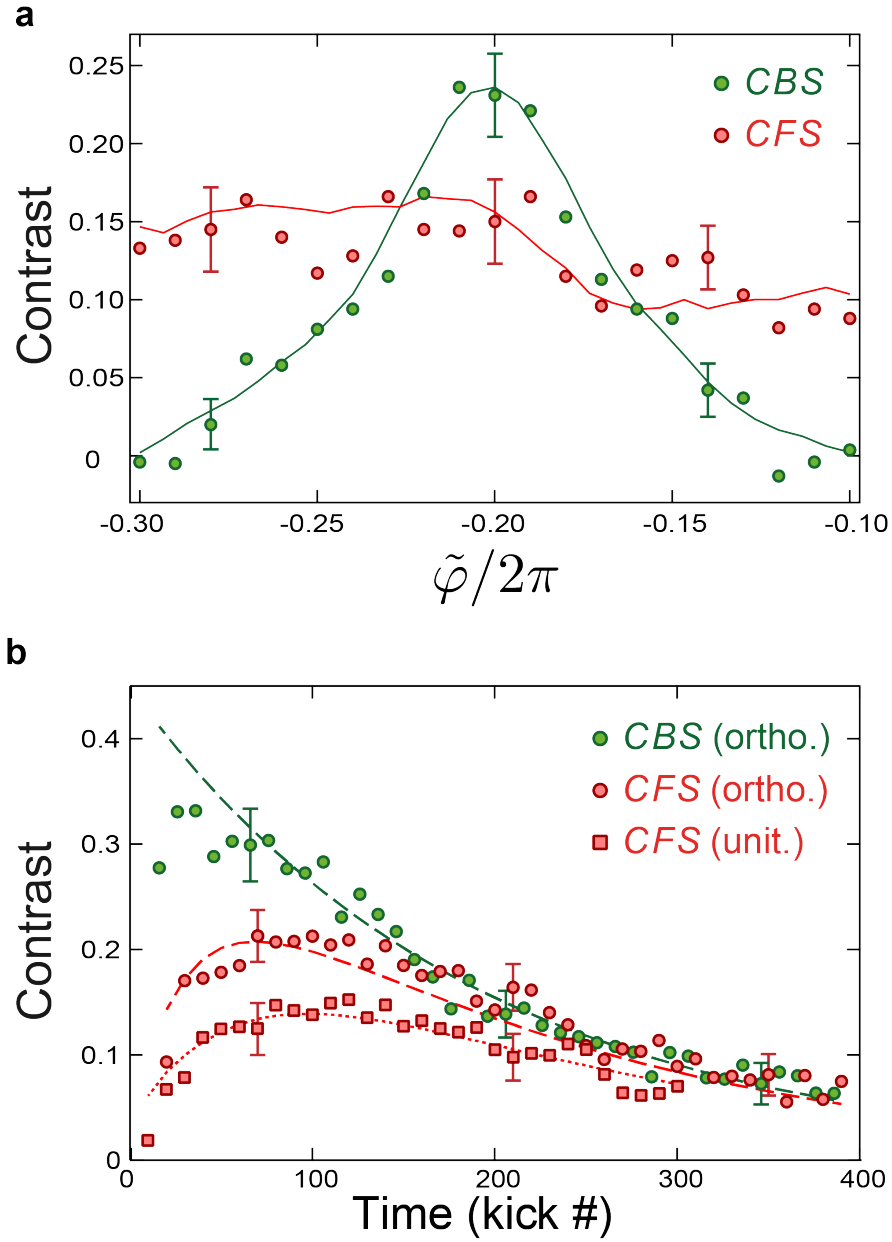 a
0.25
0.20
0.15
0.10
0.05
0
Contrast
CBS
CFS
-0.30 -0.25 -0.20 -0.15 -0.10
φ̃/2π
b
0.4
0.3
0.2
0.1
0
Contrast
CBS (ortho.)
CFS (ortho.)
CFS (unit.)
0 100 200 300 400
Time (kick #)